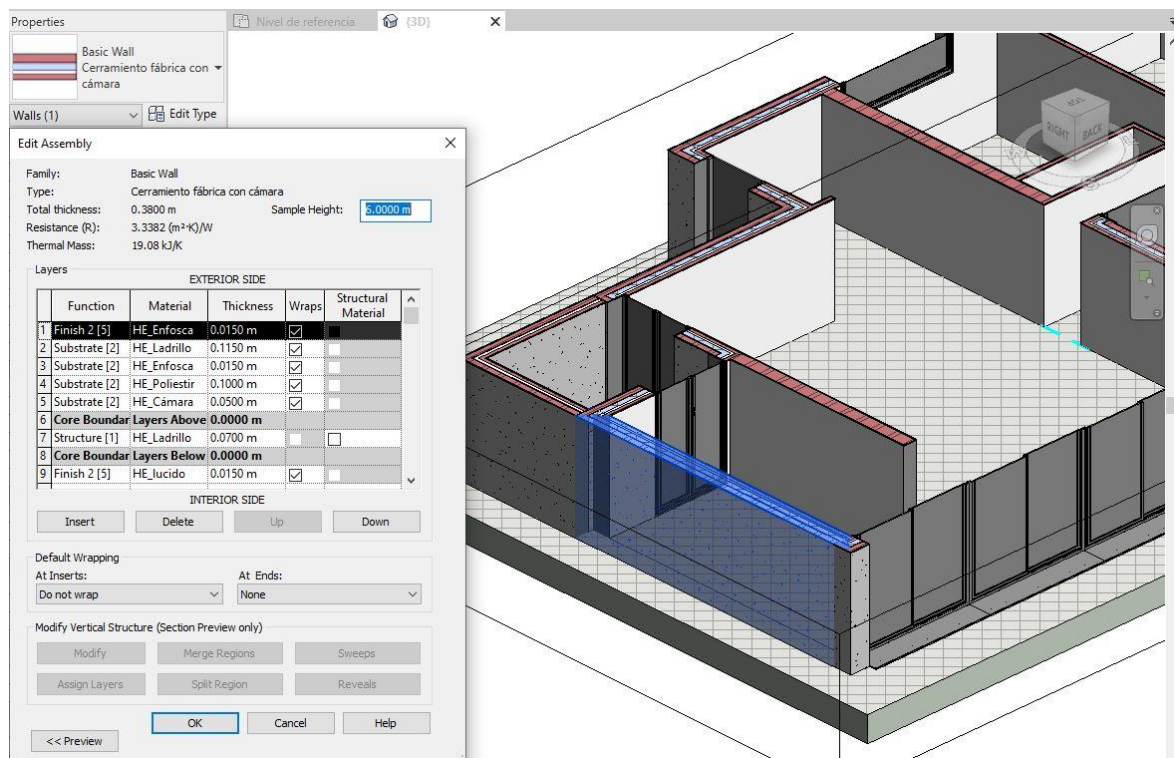 Properties
Nivel de referencia
{3D}
Basic Wall
Cerramiento fábrica con
cámara
Walls (1)
Edit Type
Edit Assembly
Family: Basic Wall
Type: Cerramiento fábrica con cámara
Total thickness: 0.3800 m Sample Height: 6.0000 m
Resistance (R): 3.3382 (m²·K)/W
Thermal Mass: 19.08 kJ/K
Layers
EXTERIOR SIDE
Function Material Thickness Wraps Structural Material
1 Finish 2 [5] HE_Enfosca 0.0150 m
2 Substrate [2] HE_Ladrillo 0.1150 m
3 Substrate [2] HE_Enfosca 0.0150 m
4 Substrate [2] HE_Poliestir 0.1000 m
5 Substrate [2] HE_Cámara 0.0500 m
6 Core Boundar Layers Above 0.0000 m
7 Structure [1] HE_Ladrillo 0.0700 m
8 Core Boundar Layers Below 0.0000 m
9 Finish 2 [5] HE_lucido 0.0150 m
INTERIOR SIDE
Insert Delete Up Down
Default Wrapping
At Inserts: At Ends:
Do not wrap None
Modify Vertical Structure (Section Preview only)
Modify Merge Regions Sweeps
Assign Layers Split Region Reveals
OK Cancel Help
<< Preview
TOP
RIGHT BACK